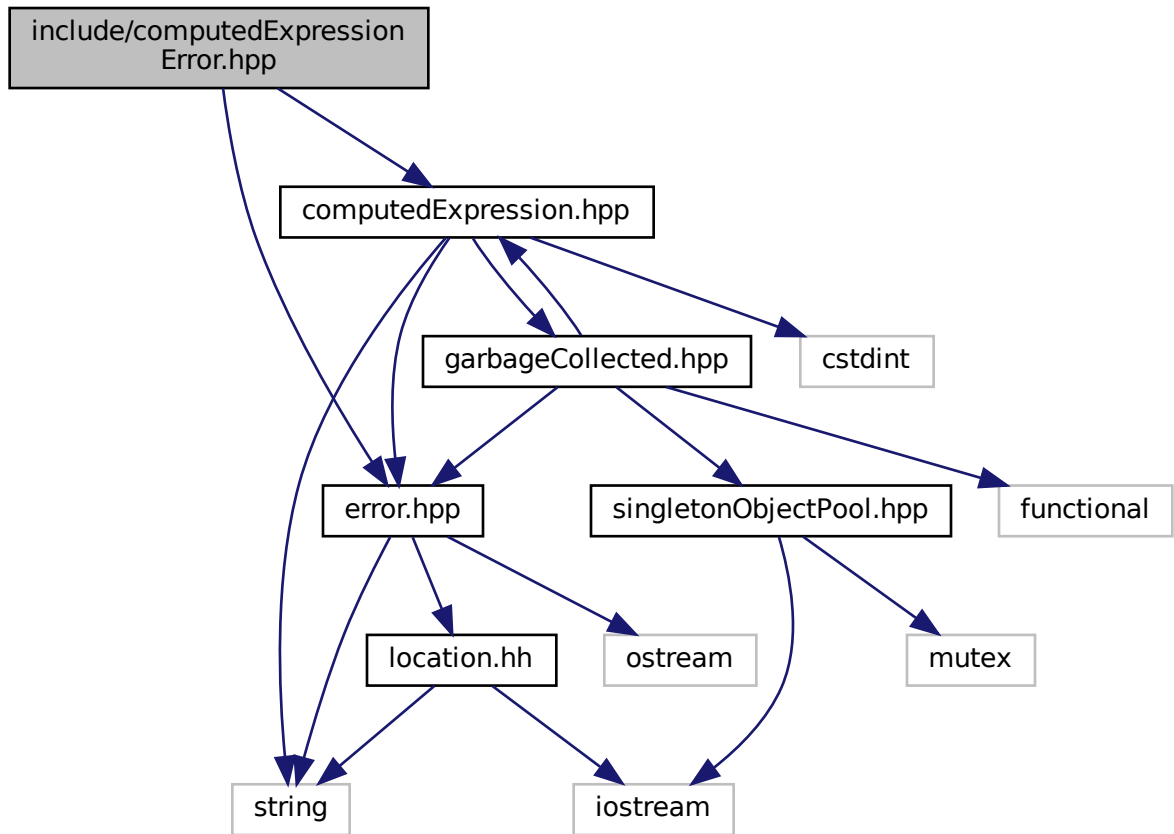 include/computedExpression
Error.hpp
computedExpression.hpp
garbageCollected.hpp
cstdint
error.hpp
singletonObjectPool.hpp
functional
location.hh
ostream
mutex
string
iostream